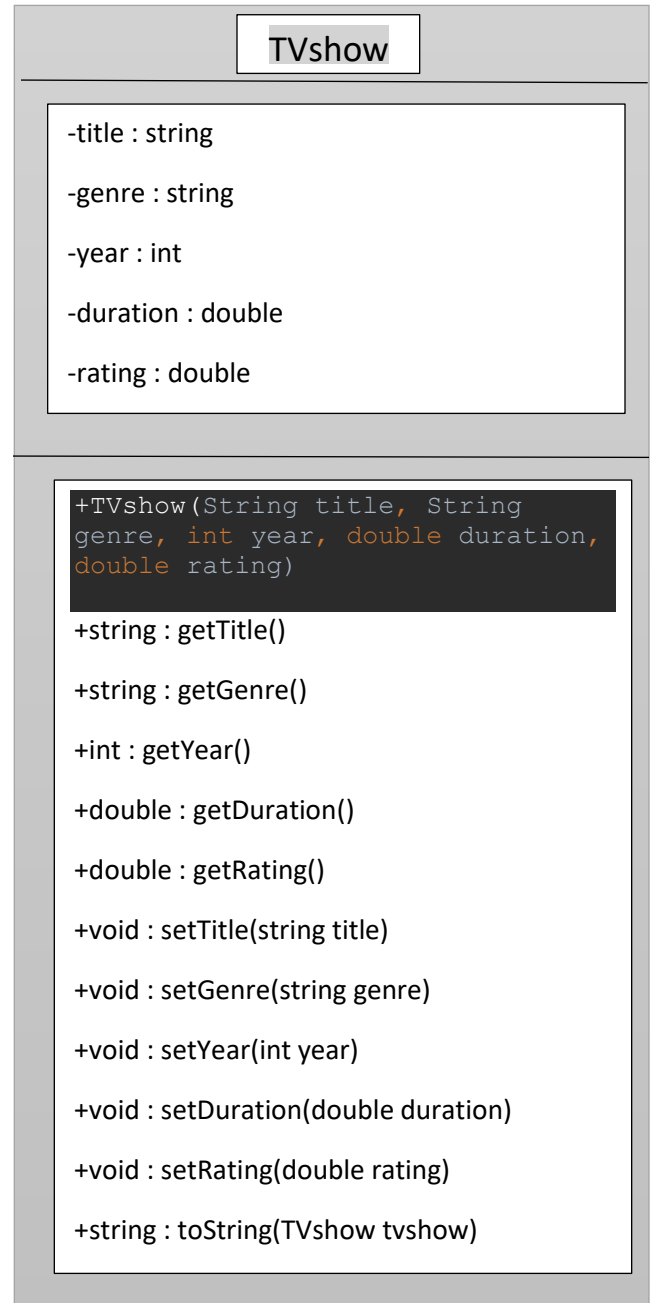 TVshow
-title : string
-genre : string
-year : int
-duration : double
-rating : double
+TVshow(String title, String
genre, int year, double duration,
double rating)
+string : getTitle()
+string : getGenre()
+int : getYear()
+double : getDuration()
+double : getRating()
+void : setTitle(string title)
+void : setGenre(string genre)
+void : setYear(int year)
+void : setDuration(double duration)
+void : setRating(double rating)
+string : toString(TVshow tvshow)